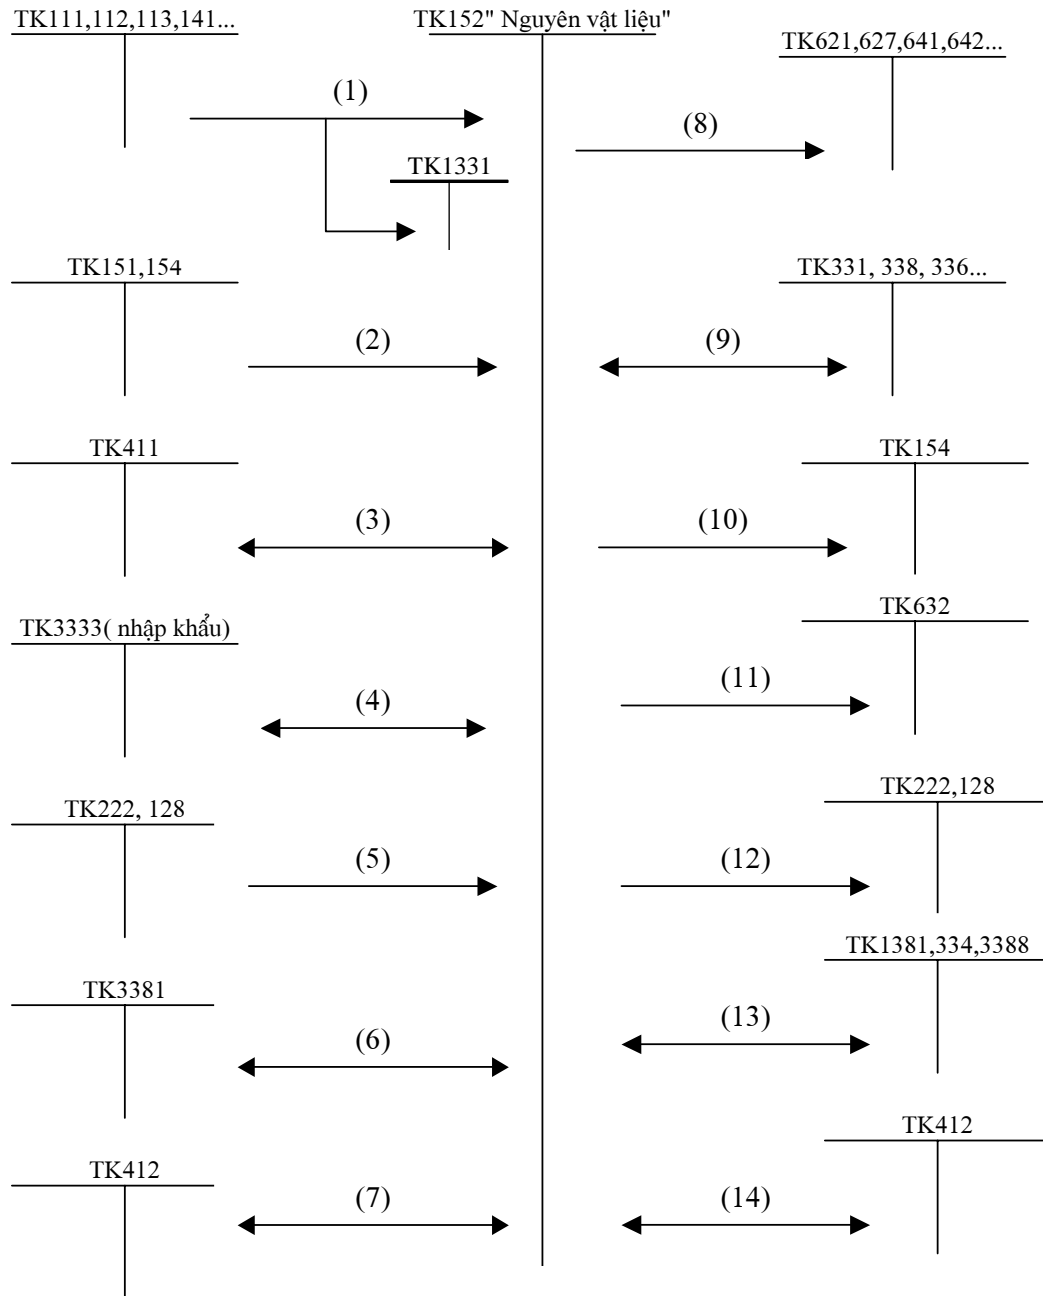 TK111,112,113,141...
TK152" Nguyên vật liệu"
TK621,627,641,642...
(1)
(8)
TK1331
TK151,154
TK331, 338, 336...
(2)
(9)
TK411
TK154
(3)
(10)
TK3333( nhập khẩu)
TK632
(4)
(11)
TK222, 128
TK222,128
(5)
(12)
TK3381
TK1381,334,3388
(6)
(13)
TK412
TK412
(7)
(14)